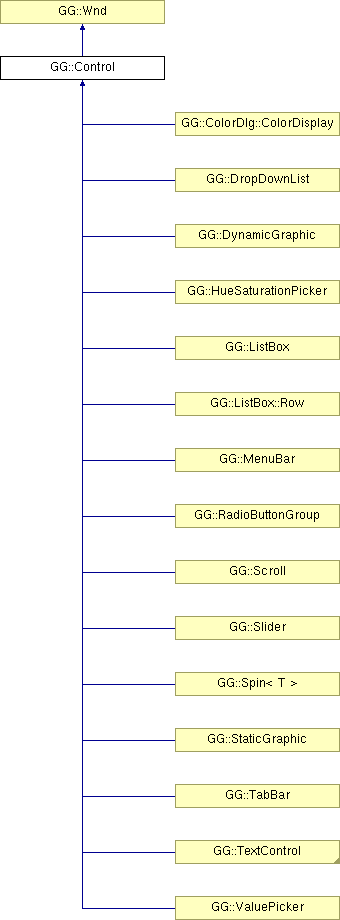 GG::Wnd
GG::Control
GG::ColorDlg::ColorDisplay
GG::DropDownList
GG::DynamicGraphic
GG::HueSaturationPicker
GG::ListBox
GG::ListBox::Row
GG::MenuBar
GG::RadioButtonGroup
GG::Scroll
GG::Slider
GG::Spin< T >
GG::StaticGraphic
GG::TabBar
GG::TextControl
GG::ValuePicker